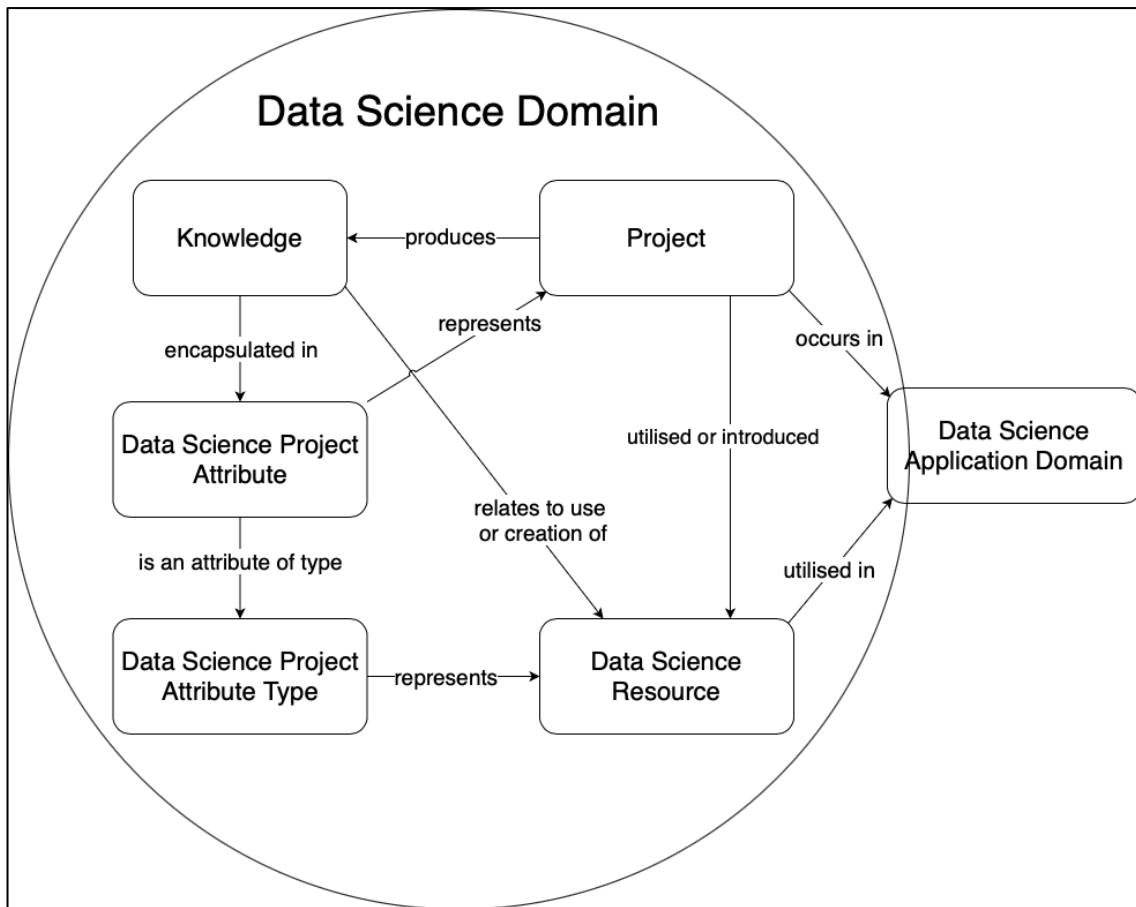 Data Science Domain
Knowledge
produces
Project
represents
occurs in
encapsulated in
Data Science Project
Attribute
utilised or introduced
Data Science
Application Domain
relates to use
or creation of
is an attribute of type
utilised in
Data Science Project
Attribute Type
represents
Data Science
Resource